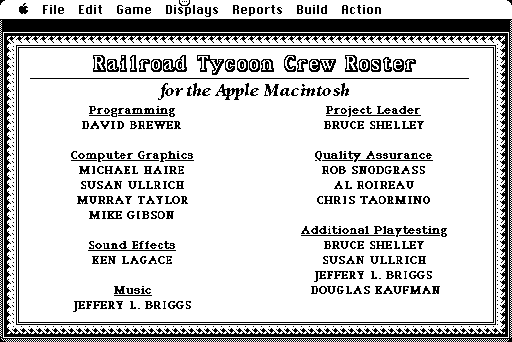 File Edit Game Displays Reports Build Action
Railroad Tycoon Crew Roster
for the Apple Macintosh
Programming
DAVID BREWER
Computer Graphics
MICHAEL HAIRE
SUSAN ULLRICH
MURRAY TAYLOR
MIKE GIBSON
Sound Effects
KEN LAGACE
Music
JEFFERY L. BRIGGS
Project Leader
BRUCE SHELLEY
Quality Assurance
ROB SNODGRASS
AL ROIREAU
CHRIS TAORMINO
Additional Playtesting
BRUCE SHELLEY
SUSAN ULLRICH
JEFFERY L. BRIGGS
DOUGLAS KAUFMAN